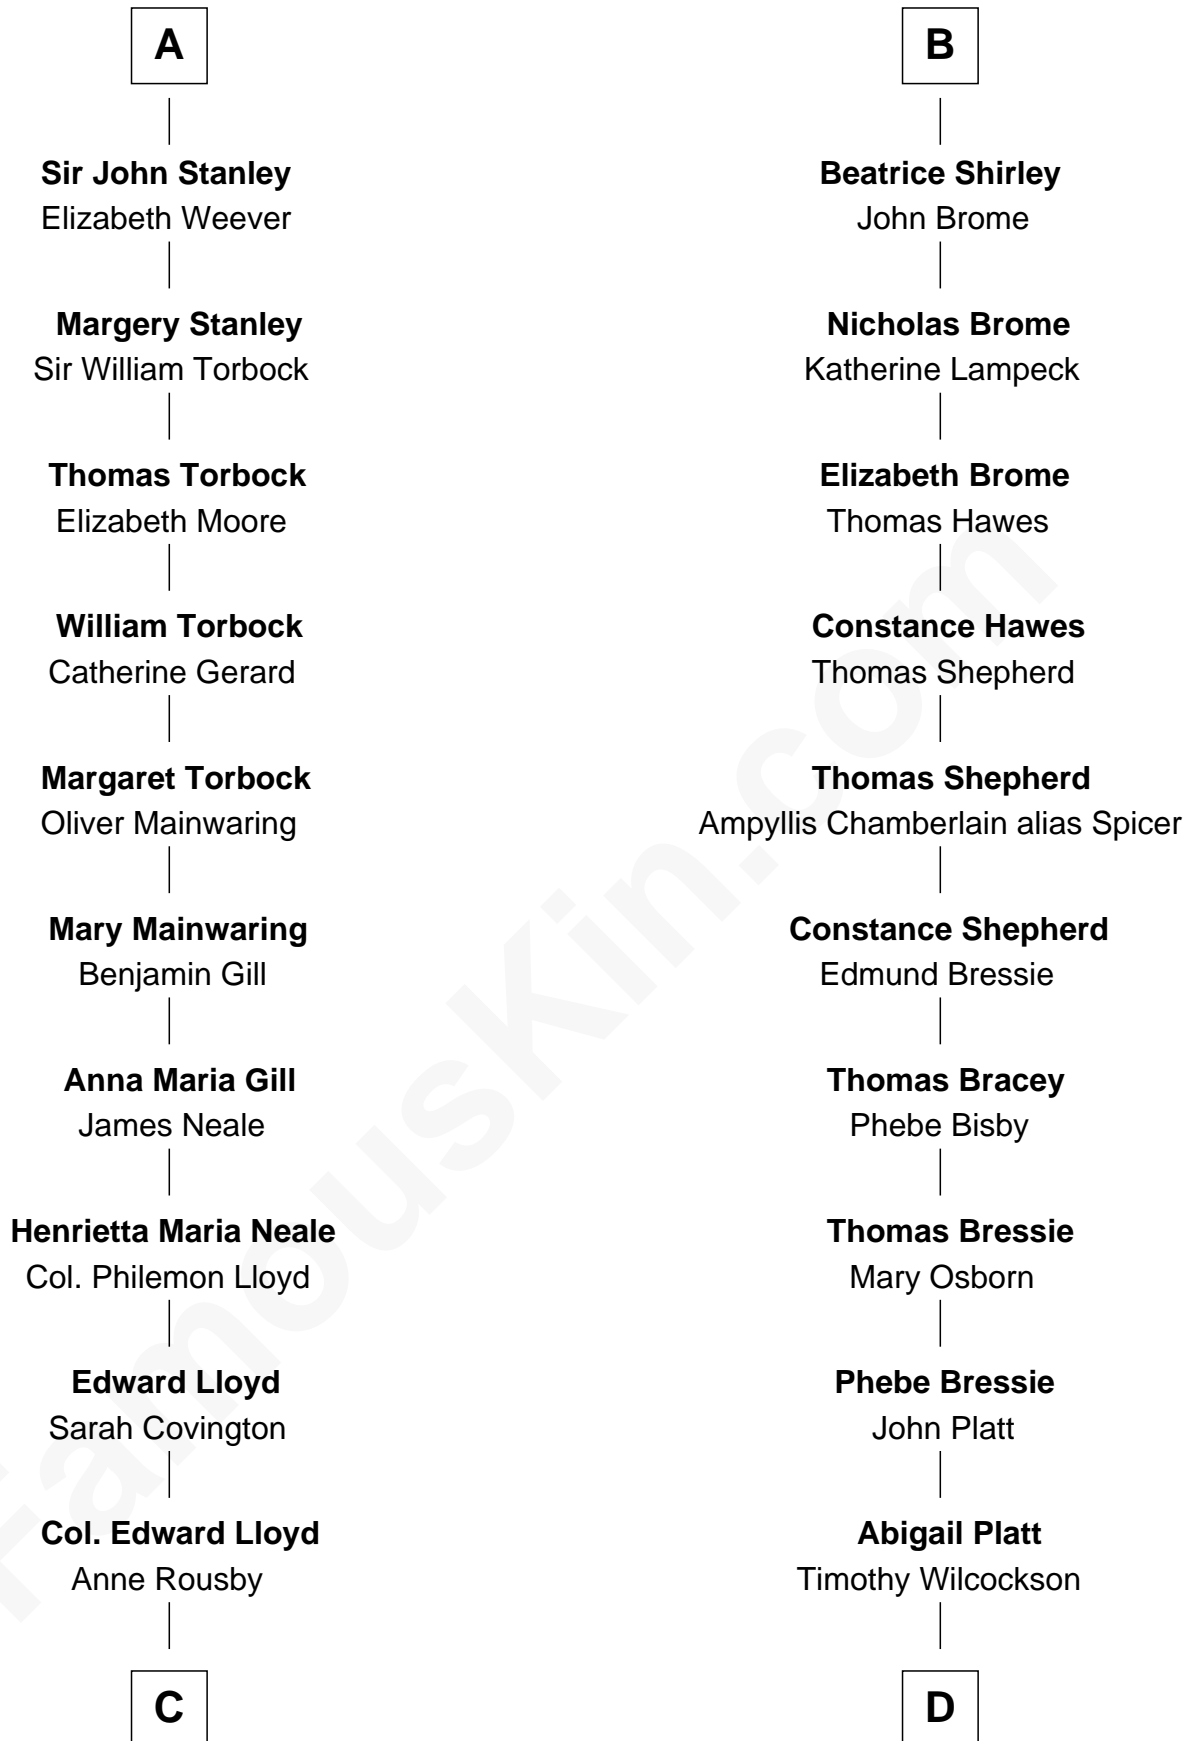 A
Sir John Stanley
Elizabeth Weever
Margery Stanley
Sir William Torbock
Thomas Torbock
Elizabeth Moore
William Torbock
Catherine Gerard
Margaret Torbock
Oliver Mainwaring
Mary Mainwaring
Benjamin Gill
Anna Maria Gill
James Neale
Henrietta Maria Neale
Col. Philemon Lloyd
Edward Lloyd
Sarah Covington
Col. Edward Lloyd
Anne Rousby
C
B
Beatrice Shirley
John Brome
Nicholas Brome
Katherine Lampeck
Elizabeth Brome
Thomas Hawes
Constance Hawes
Thomas Shepherd
Thomas Shepherd
Ampyllis Chamberlain alias Spicer
Constance Shepherd
Edmund Bressie
Thomas Bracey
Phebe Bisby
Thomas Bressie
Mary Osborn
Phebe Bressie
John Platt
Abigail Platt
Timothy Wilcockson
D
FamousKin.com